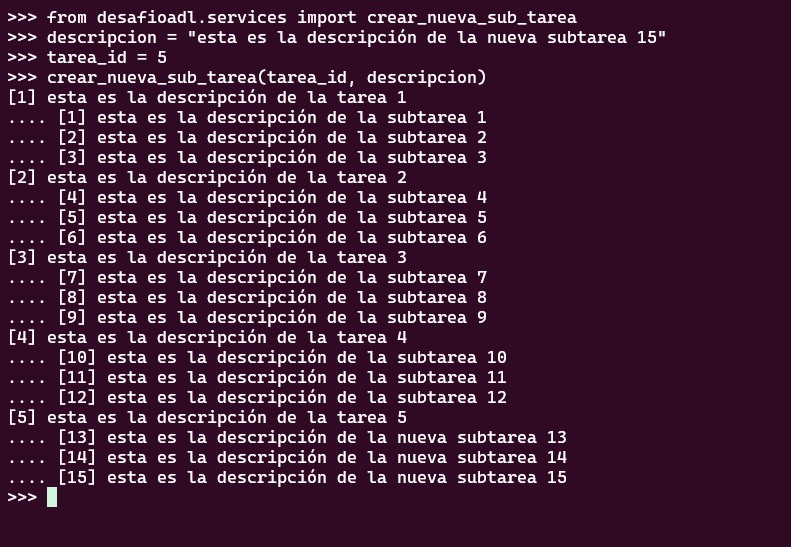 >>> from desafioadl.services import crear_nueva_sub_tarea
>>> descripcion = "esta es la descripción de la nueva subtarea 15"
>>> tarea_id = 5
>>> crear_nueva_sub_tarea(tarea_id, descripcion)
[1] esta es la descripción de la tarea 1
.... [1] esta es la descripción de la subtarea 1
.... [2] esta es la descripción de la subtarea 2
.... [3] esta es la descripción de la subtarea 3
[2] esta es la descripción de la tarea 2
.... [4] esta es la descripción de la subtarea 4
.... [5] esta es la descripción de la subtarea 5
.... [6] esta es la descripción de la subtarea 6
[3] esta es la descripción de la tarea 3
.... [7] esta es la descripción de la subtarea 7
.... [8] esta es la descripción de la subtarea 8
.... [9] esta es la descripción de la subtarea 9
[4] esta es la descripción de la tarea 4
.... [10] esta es la descripción de la subtarea 10
.... [11] esta es la descripción de la subtarea 11
.... [12] esta es la descripción de la subtarea 12
[5] esta es la descripción de la tarea 5
.... [13] esta es la descripción de la nueva subtarea 13
.... [14] esta es la descripción de la nueva subtarea 14
.... [15] esta es la descripción de la nueva subtarea 15
>>>